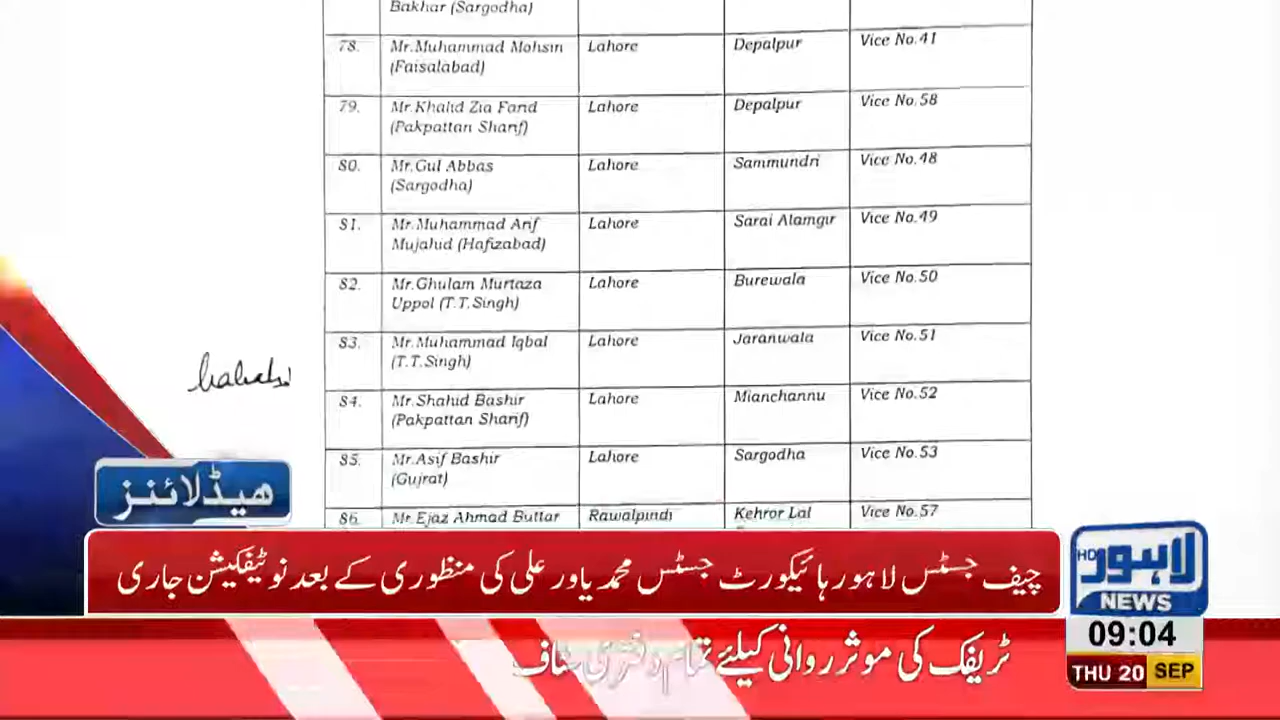 Bakhar (Sargodha)
78. Mr.Muhammad Mohsin Lahore Depalpur Vice No.41
(Faisalabad)
79. Mr.Khalid Zia Farid Lahore Depalpur Vice No.58
(Pakpattan Sharif)
80. Mr.Gul Abbas Lahore Sammundri Vice No.48
(Sargodha)
81. Mr.Muhammad Arif Lahore Sarai Alamgir Vice No.49
Mujahid (Hafizabad)
82. Mr.Ghulam Murtaza Lahore Burewala Vice No.50
Uppol (T.T.Singh)
83. Mr.Muhammad Iqbal Lahore Jaranwala Vice No.51
(T.T.Singh)
84. Mr.Shahid Bashir Lahore Mianchannu Vice No.52
(Pakpattan Sharif)
85. Mr.Asif Bashir Lahore Sargodha Vice No.53
(Gujrat)
86. Mr.Ejaz Ahmad Buttar Rawalpindi Kehror Lal Vice No.57
ھیڈلائنز
چیف جسٹس لاہور ہائیکورٹ جسٹس محمد یاور علی کی منظوری کے بعد نوٹیفکیشن جاری
لاہور HD
NEWS
09:04
THU 20 SEP
ٹریفک کی موثر روانی کیلئے تمام دفتری سٹاف